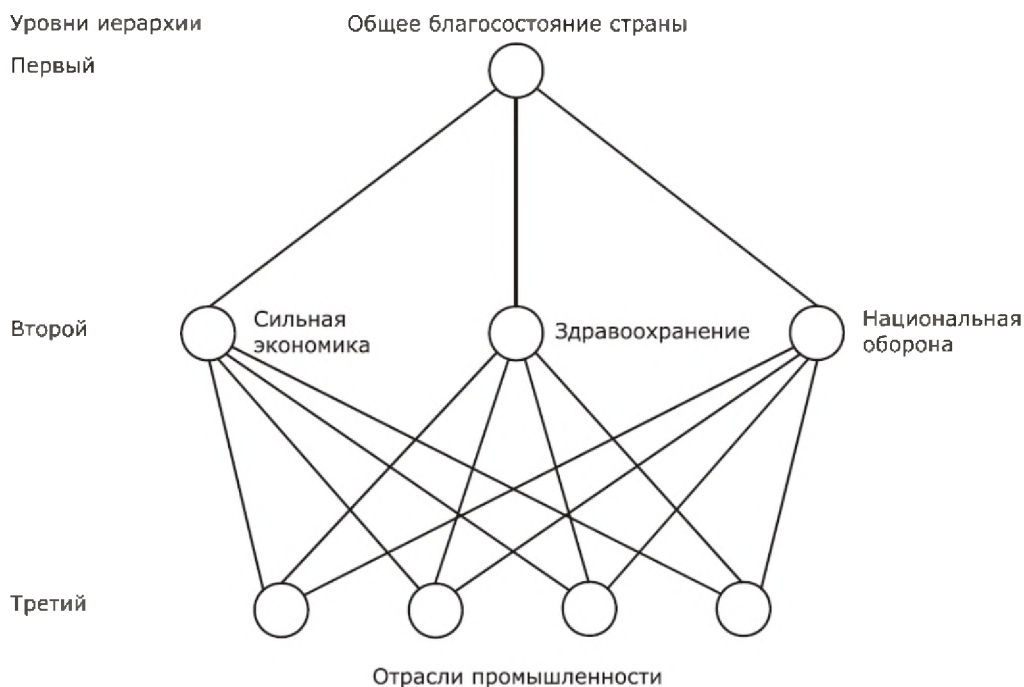 Уровни иерархии
Общее благосостояние страны
Первый
Второй
Сильная
экономика
Здравоохранение
Национальная
оборона
Третий
Отрасли промышленности